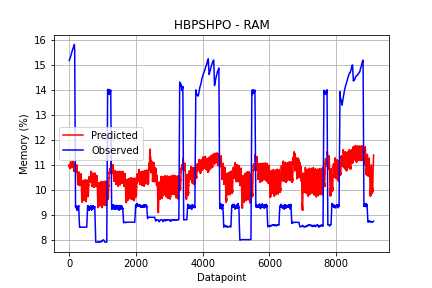 HBPSHPO - RAM
16
15
14
13
12
11
10
9
8
Memory (%)
Predicted
Observed
0
2000
4000
6000
8000
Datapoint